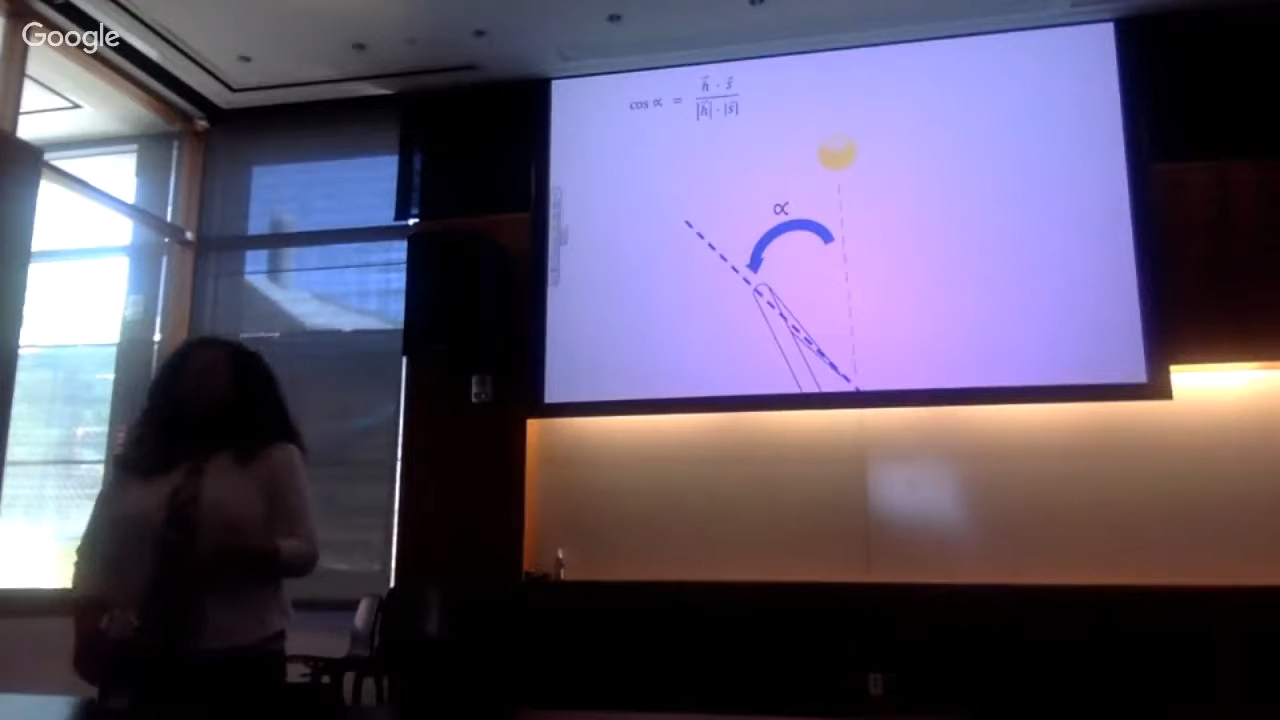 Google
cos ∝ = h⃗ · s⃗ / |h⃗| · |s⃗|
∝